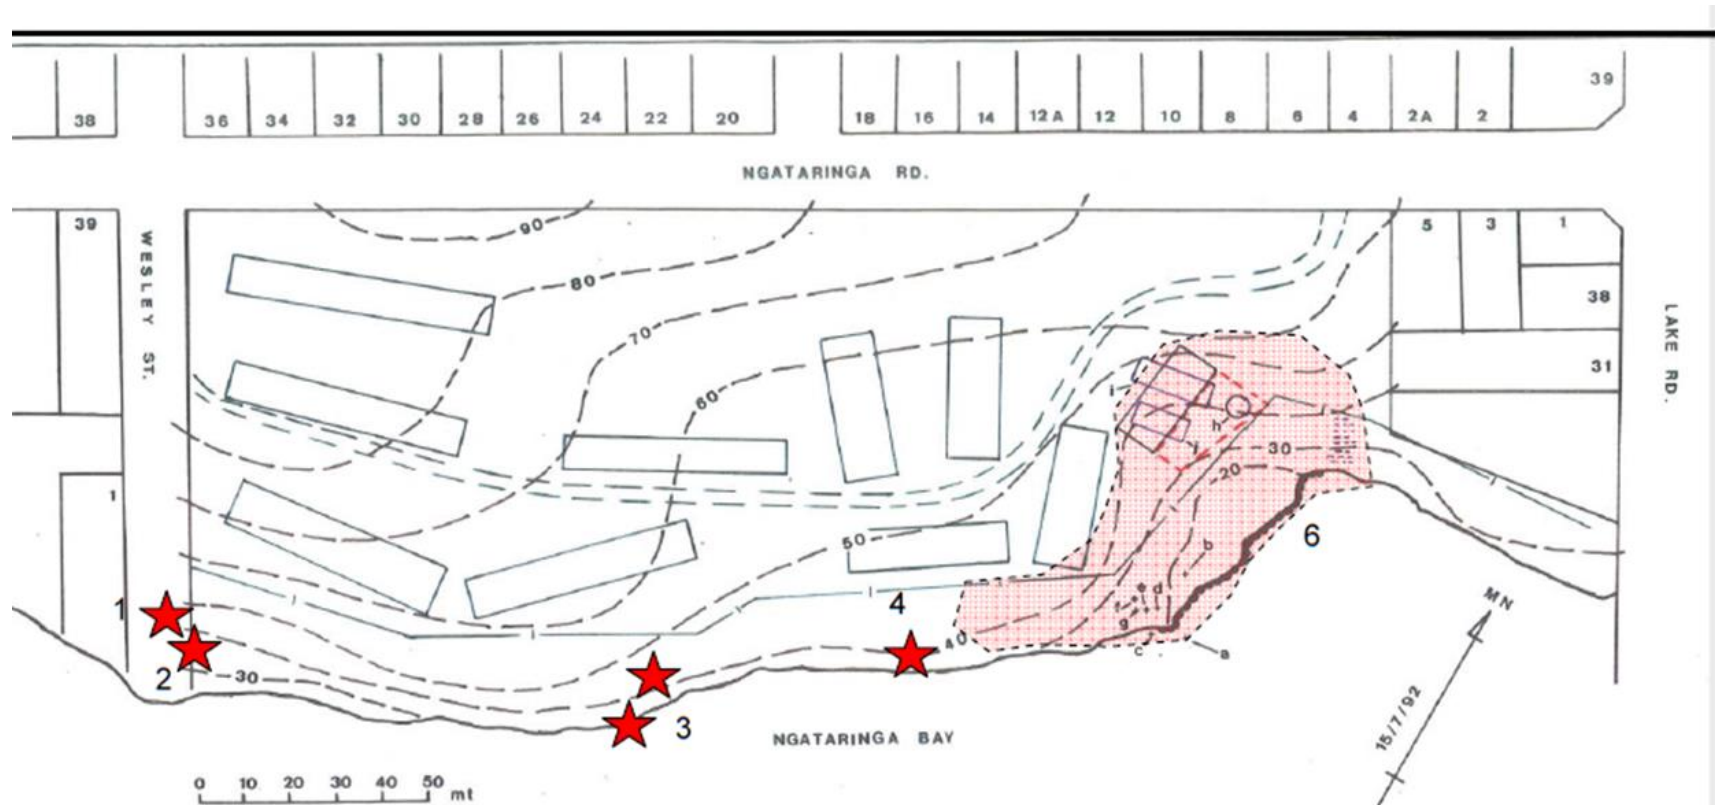 38 36 34 32 30 28 26 24 22 20 18 16 14 12A 12 10 8 6 4 2A 2 39
NGATARINGA RD.
39 5 3 1
90
WESLEY ST.
80
38
LAKE RD.
70
31
60
i
h
j
30
20
1
50
6
b
1
4
e d
f
g
MN
2
40
c a
30
3
15/7/92
NGATARINGA BAY
0 10 20 30 40 50 mt